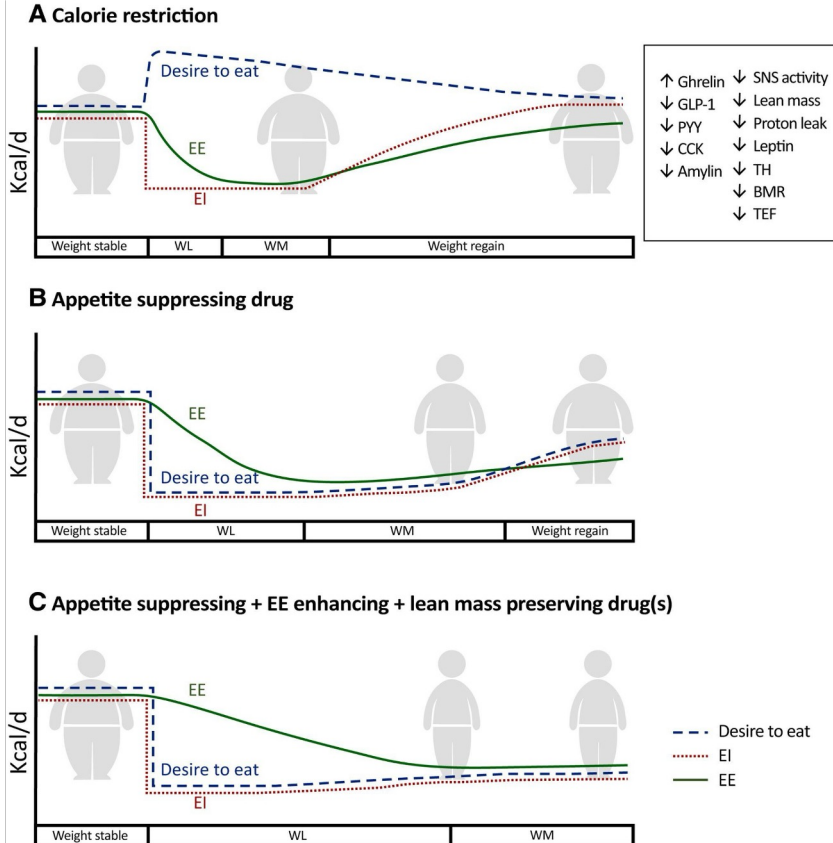 A Calorie restriction
Kcal/d
Desire to eat
EE
EI
Weight stable
WL
WM
Weight regain
↑ Ghrelin
↓ GLP-1
↓ PYY
↓ CCK
↓ Amylin
↓ SNS activity
↓ Lean mass
↓ Proton leak
↓ Leptin
↓ TH
↓ BMR
↓ TEF
B Appetite suppressing drug
Kcal/d
EE
Desire to eat
EI
Weight stable
WL
WM
Weight regain
C Appetite suppressing + EE enhancing + lean mass preserving drug(s)
Kcal/d
EE
Desire to eat
EI
Weight stable
WL
WM
Desire to eat
EI
EE